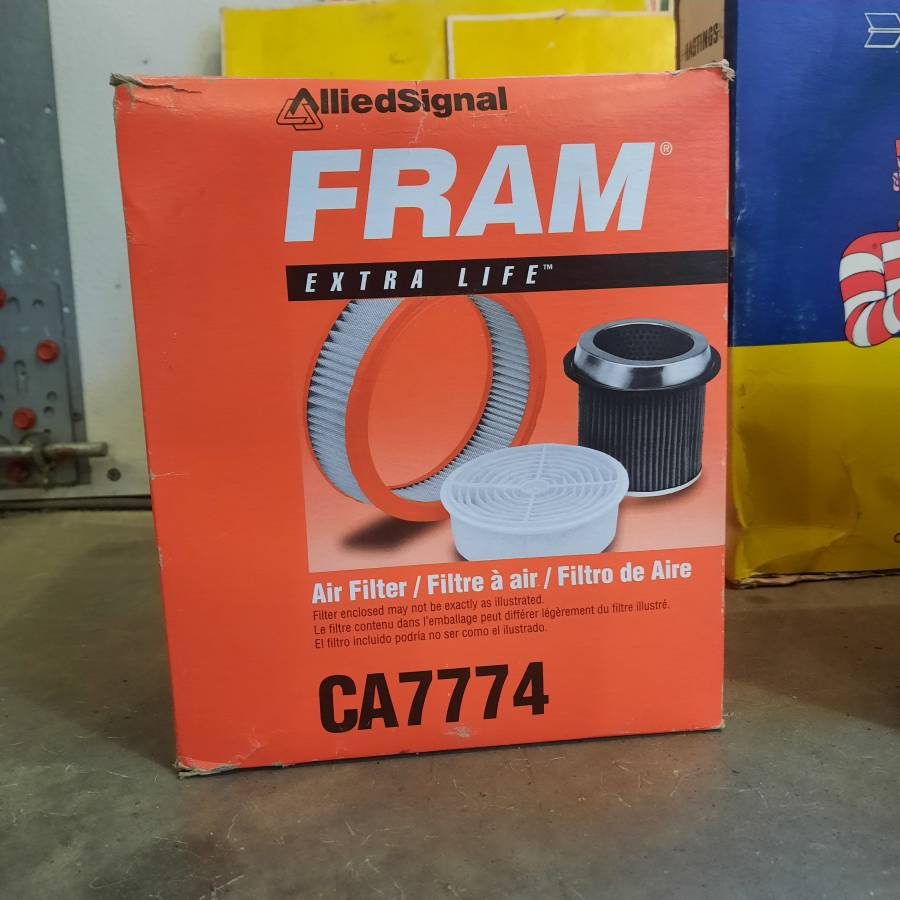 AlliedSignal
FRAM®
EXTRA LIFE™
Air Filter / Filtre à air / Filtro de Aire
Filter enclosed may not be exactly as illustrated.
Le filtre contenu dans l'emballage peut différer légèrement du filtre illustré.
El filtro incluido podría no ser como el ilustrado.
CA7774
HASTINGS